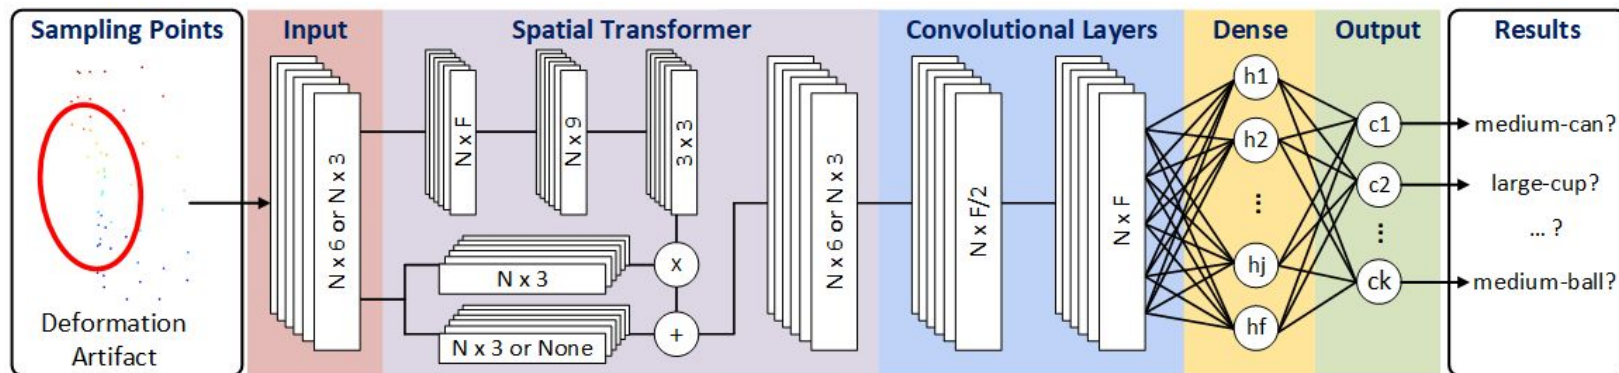 Sampling Points
Deformation
Artifact
Input
N x 6 or N x 3
Spatial Transformer
N x F
N x 9
3 x 3
N x 3
x
N x 3 or None
+
N x 6 or N x 3
Convolutional Layers
N x F/2
N x F
Dense
h1
h2
...
hj
hf
Output
c1
c2
...
ck
Results
medium-can?
large-cup?
... ?
medium-ball?